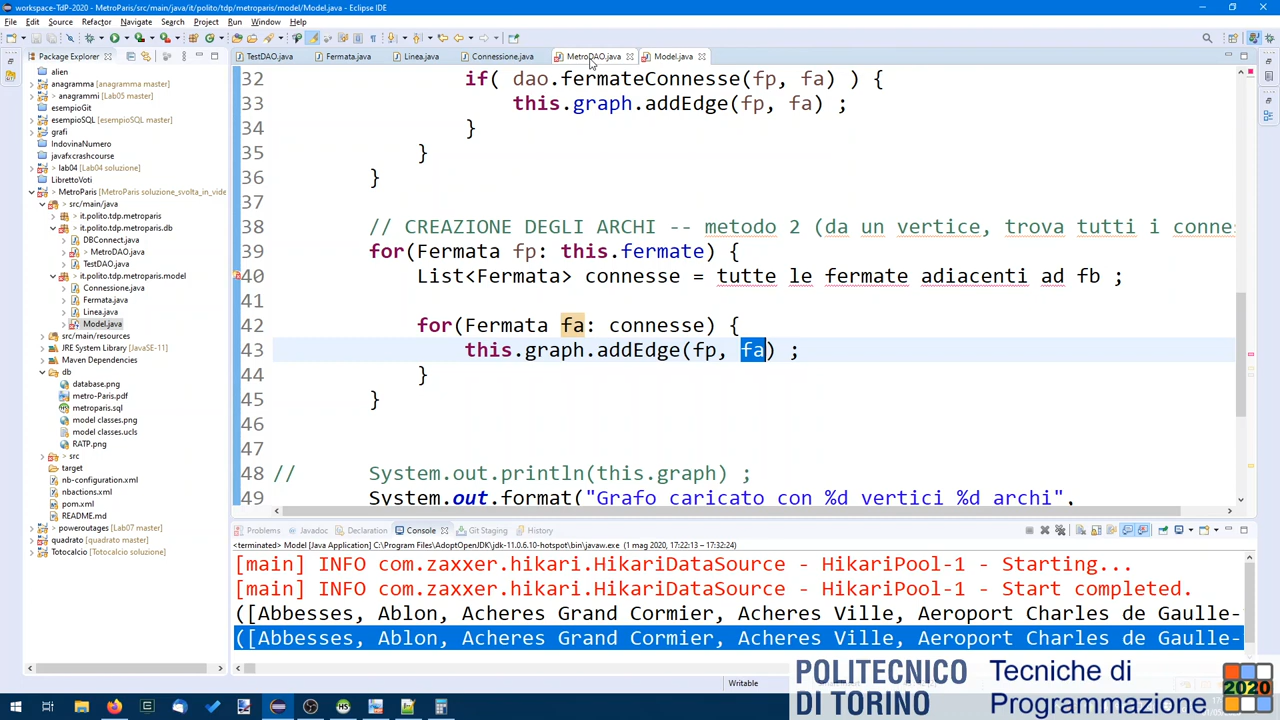 workspace-TdP-2020 - MetroParis/src/main/java/it/polito/tdp/metroparis/model/Model.java - Eclipse IDE
File Edit Source Refactor Navigate Search Project Run Window Help
Package Explorer
TestDAO.java Fermata.java Linea.java Connessione.java MetroDAO.java Model.java
alien
anagramma [Lab05 master]
anagrammi [Lab05 soluzione]
esempioGit
esempioSQL [esempioSQL master]
grafi
IndovinaNumero
javafxcrashcourse
lab04 [Lab04 soluzione]
LibrettoVoti
MetroParis [MetroParis soluzione_svolta_in_vide
src/main/java
it.polito.tdp.metroparis
it.polito.tdp.metroparis.db
DBConnect.java
MetroDAO.java
TestDAO.java
it.polito.tdp.metroparis.model
Connessione.java
Fermata.java
Linea.java
Model.java
src/main/resources
JRE System Library [JavaSE-11]
Maven Dependencies
db
database.png
metro-Paris.pdf
metroparis.sql
model classes.png
model classes.ucls
RATP.png
src
target
nb-configuration.xml
nbactions.xml
pom.xml
README.md
poweroutages [Lab07 master]
quadrato [quadrato master]
Totocalcio [Totocalcio soluzione]
32 if( dao.fermateConnesse(fp, fa) ) {
33 this.graph.addEdge(fp, fa) ;
34 }
35 }
36 }
37
38 // CREAZIONE DEGLI ARCHI -- metodo 2 (da un vertice, trova tutti i conne
39 for(Fermata fp: this.fermate) {
40 List<Fermata> connesse = tutte le fermate adiacenti ad fb ;
41
42 for(Fermata fa: connesse) {
43 this.graph.addEdge(fp, fa) ;
44 }
45 }
46
47
48 // System.out.println(this.graph) ;
49 System.out.format("Grafo caricato con %d vertici %d archi",
Problems Javadoc Declaration Console Git Staging History
<terminated> Model [Java Application] C:\Program Files\AdoptOpenJDK\jdk-11.0.6.10-hotspot\bin\javaw.exe (1 mag 2020, 17:22:13 – 17:32:24)
[main] INFO com.zaxxer.hikari.HikariDataSource - HikariPool-1 - Starting...
[main] INFO com.zaxxer.hikari.HikariDataSource - HikariPool-1 - Start completed.
([Abbesses, Ablon, Acheres Grand Cormier, Acheres Ville, Aeroport Charles de Gaulle-
([Abbesses, Ablon, Acheres Grand Cormier, Acheres Ville, Aeroport Charles de Gaulle-
Writable
POLITECNICO
DI TORINO
Tecniche di
Programmazione
2020